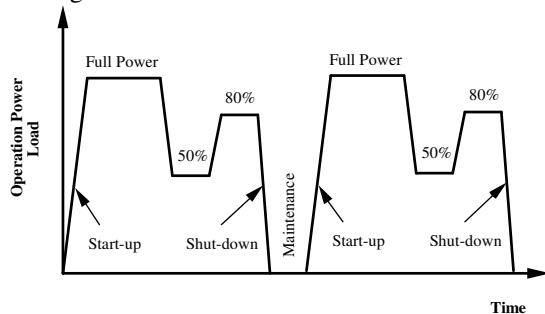 Full Power
80%
50%
Start-up
Shut-down
Maintenance
Full Power
80%
50%
Start-up
Shut-down
Operation Power
Load
Time